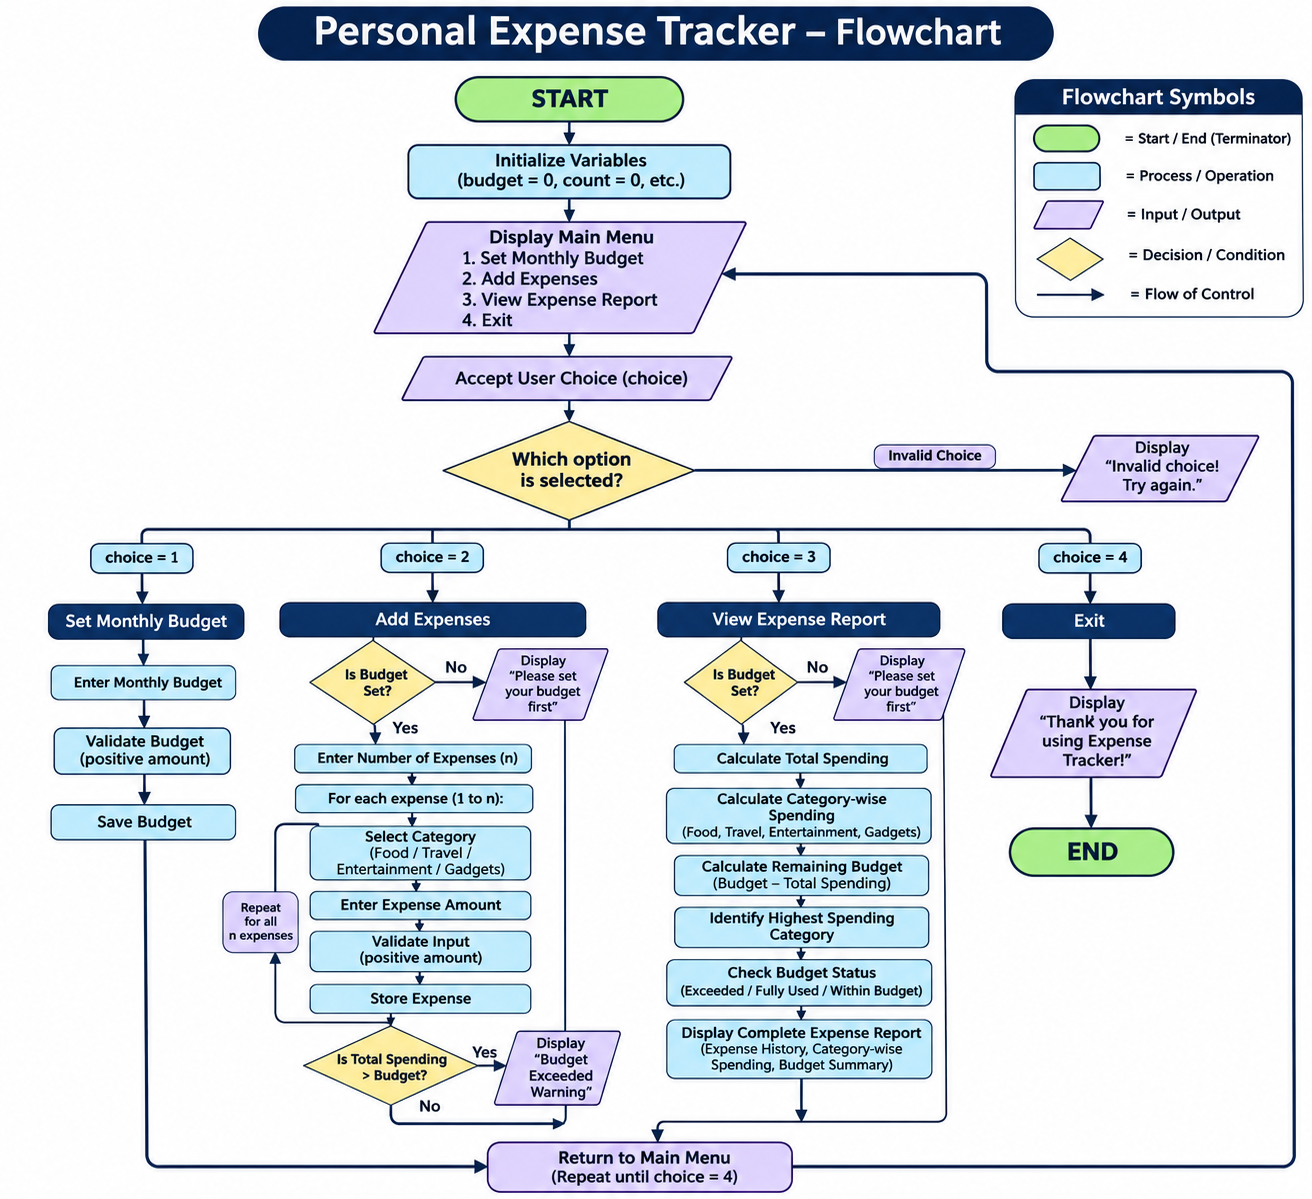 Personal Expense Tracker – Flowchart
START
Initialize Variables
(budget = 0, count = 0, etc.)
Display Main Menu
1. Set Monthly Budget
2. Add Expenses
3. View Expense Report
4. Exit
Accept User Choice (choice)
Which option
is selected?
Invalid Choice
Display
“Invalid choice!
Try again.”
Flowchart Symbols
= Start / End (Terminator)
= Process / Operation
= Input / Output
= Decision / Condition
= Flow of Control
choice = 1
Set Monthly Budget
Enter Monthly Budget
Validate Budget
(positive amount)
Save Budget
choice = 2
Add Expenses
Is Budget
Set?
No
Display
“Please set
your budget
first”
Yes
Enter Number of Expenses (n)
For each expense (1 to n):
Select Category
(Food / Travel /
Entertainment / Gadgets)
Enter Expense Amount
Validate Input
(positive amount)
Store Expense
Repeat
for all
n expenses
Is Total Spending
> Budget?
Yes
Display
“Budget
Exceeded
Warning”
No
choice = 3
View Expense Report
Is Budget
Set?
No
Display
“Please set
your budget
first”
Yes
Calculate Total Spending
Calculate Category-wise
Spending
(Food, Travel, Entertainment, Gadgets)
Calculate Remaining Budget
(Budget – Total Spending)
Identify Highest Spending
Category
Check Budget Status
(Exceeded / Fully Used / Within Budget)
Display Complete Expense Report
(Expense History, Category-wise
Spending, Budget Summary)
choice = 4
Exit
Display
“Thank you for
using Expense
Tracker!”
END
Return to Main Menu
(Repeat until choice = 4)